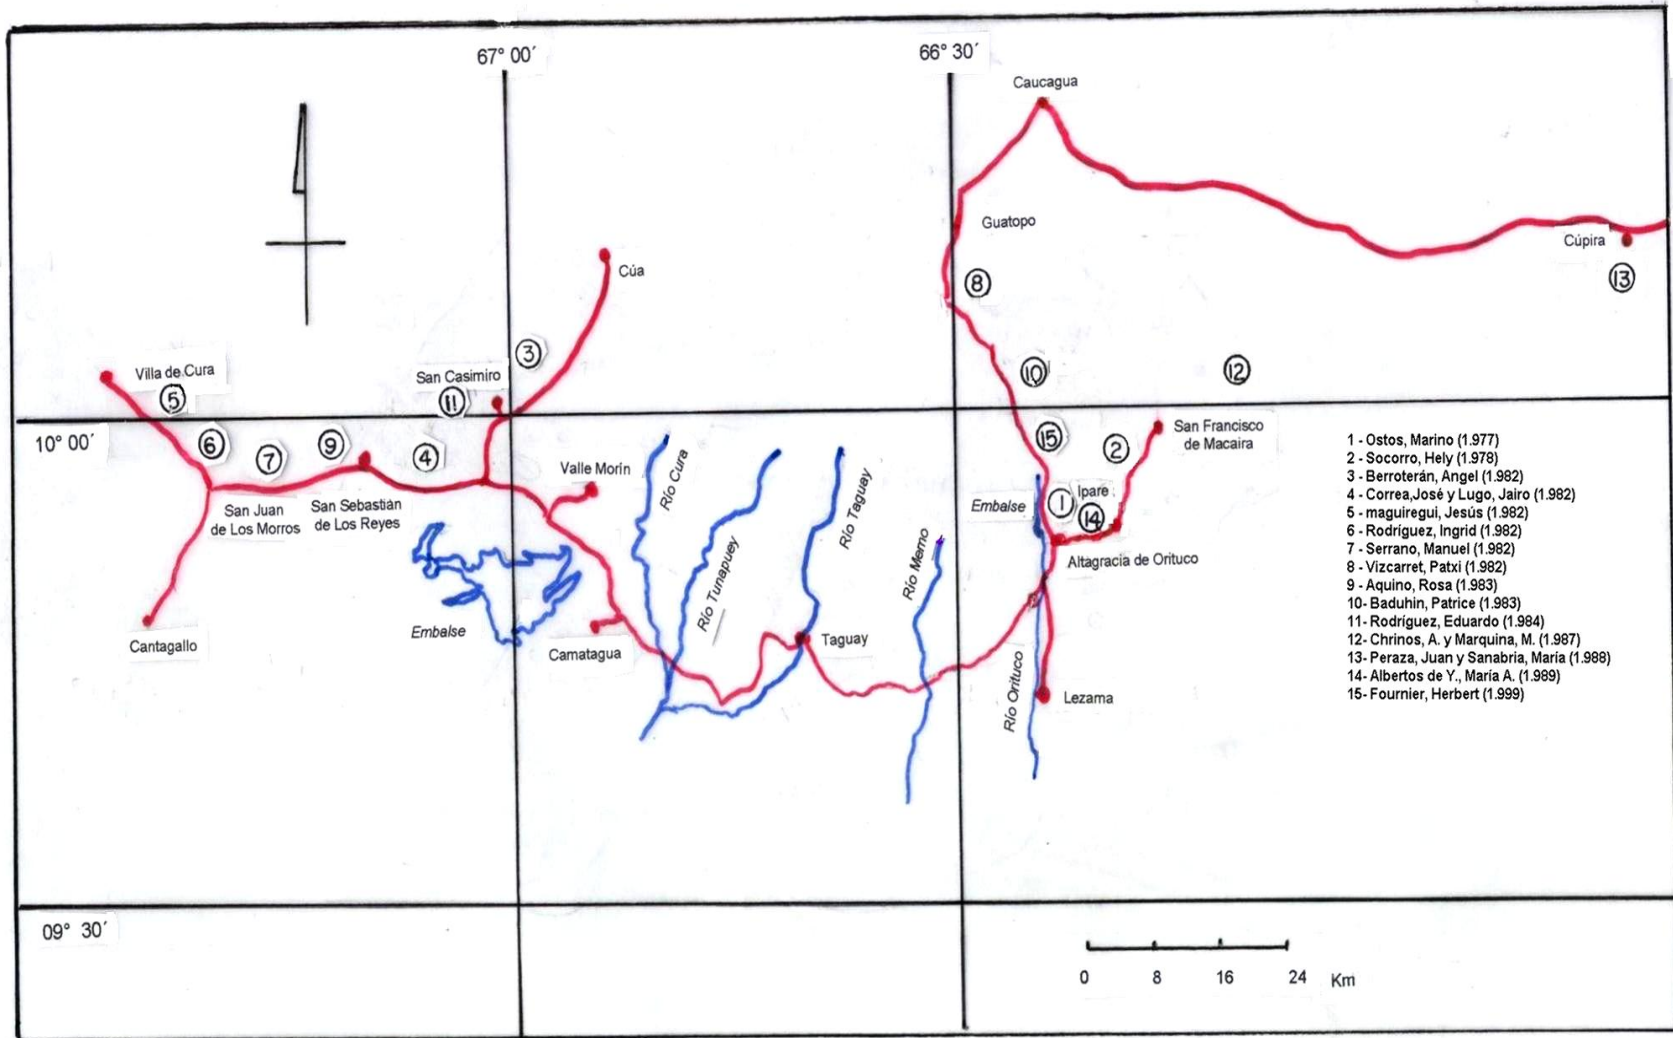 67° 00´
66° 30´
Caucagua
Guatopo
Cúpira
Cúa
8
13
3
Villa de Cura
San Casimiro
10
12
5
11
10° 00´
6
7
9
4
15
2
San Francisco
de Macaira
Valle Morín
Río Cura
Río Taguay
Ipare
1
14
Embalse
San Juan
de Los Morros
San Sebastián
de Los Reyes
Altagracia de Orituco
Río Memo
Río Tunapuey
Embalse
Cantagallo
Camatagua
Taguay
Río Orituco
Lezama
1 - Ostos, Marino (1.977)
2 - Socorro, Hely (1.978)
3 - Berroterán, Angel (1.982)
4 - Correa,José y Lugo, Jairo (1.982)
5 - maguiregui, Jesús (1.982)
6 - Rodríguez, Ingrid (1.982)
7 - Serrano, Manuel (1.982)
8 - Vizcarret, Patxi (1.982)
9 - Aquino, Rosa (1.983)
10- Baduhin, Patrice (1.983)
11- Rodríguez, Eduardo (1.984)
12- Chrinos, A. y Marquina, M. (1.987)
13- Peraza, Juan y Sanabria, María (1.988)
14- Albertos de Y., María A. (1.989)
15- Fournier, Herbert (1.999)
09° 30´
0 8 16 24 Km